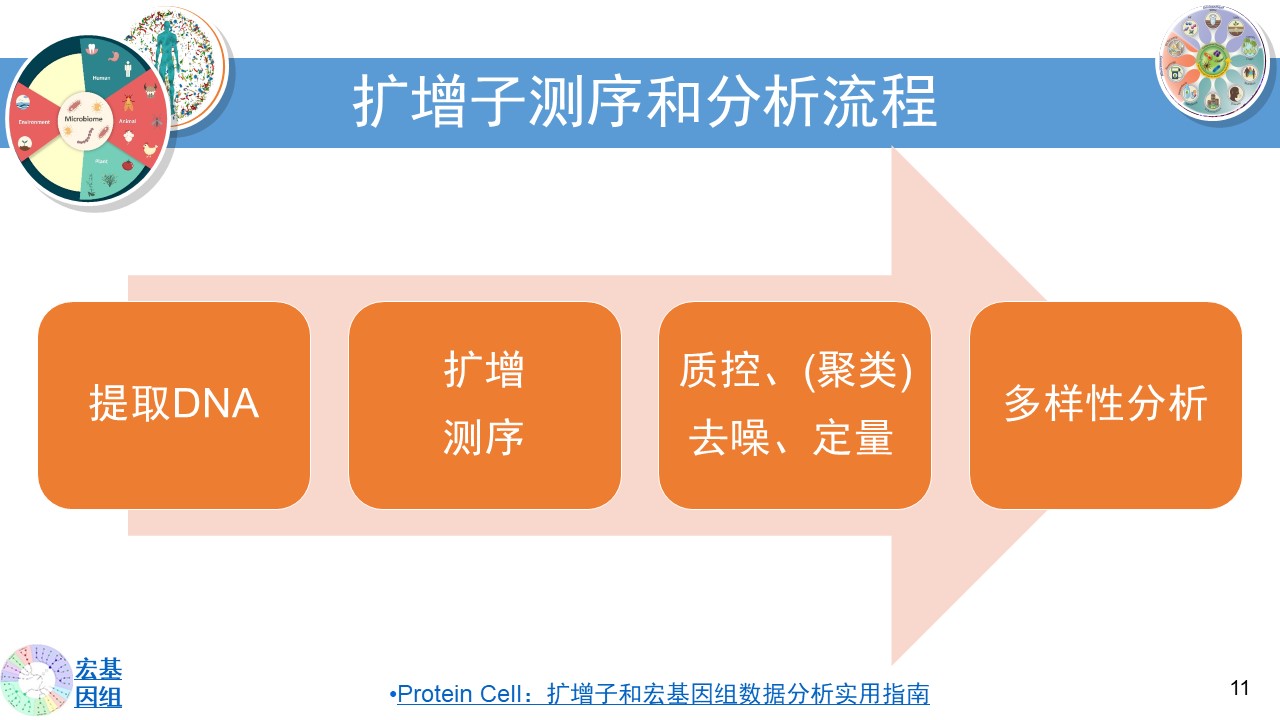 扩增子测序和分析流程
Human
Environment
Microbiome
Animal
Plant
提取DNA
扩增
测序
质控、(聚类)
去噪、定量
多样性分析
宏基
因组
•Protein Cell：扩增子和宏基因组数据分析实用指南
11